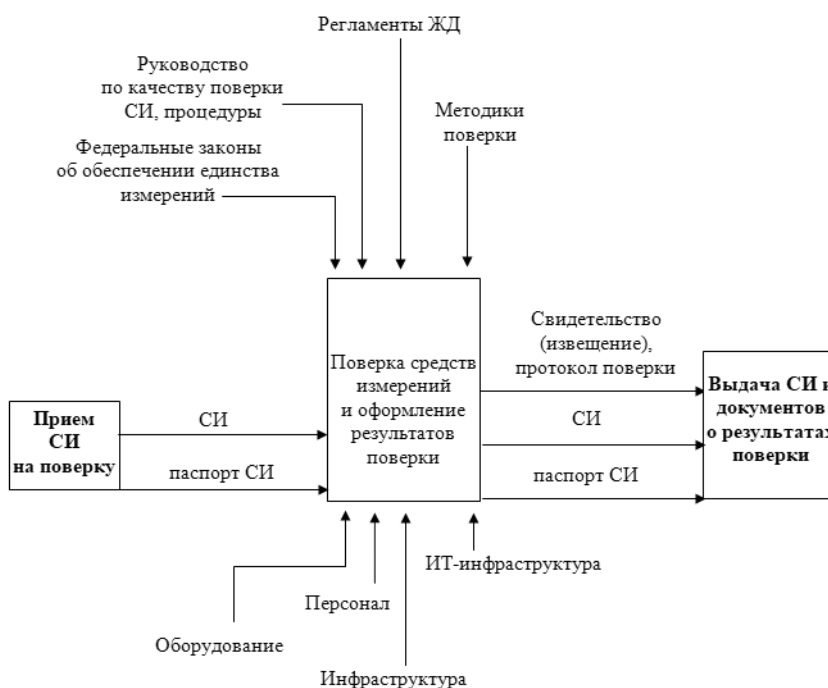 Регламенты ЖД
Руководство
по качеству поверки
СИ, процедуры
Методики
поверки
Федеральные законы
об обеспечении единства
измерений
Свидетельство
(извещение),
протокол поверки
Поверка средств
измерений
и оформление
результатов
поверки
Прием
СИ
на поверку
СИ
паспорт СИ
СИ
паспорт СИ
Выдача СИ и
документов
о результатах
поверки
ИТ-инфраструктура
Персонал
Оборудование
Инфраструктура